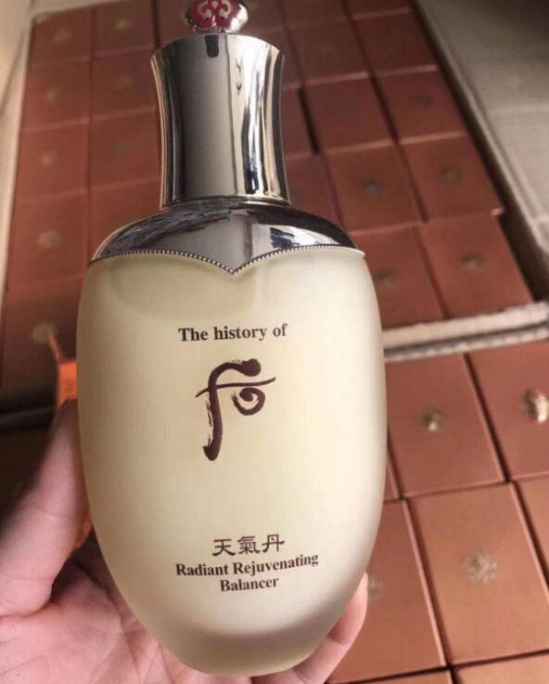 The history of
后
天氣丹
Radiant Rejuvenating
Balancer